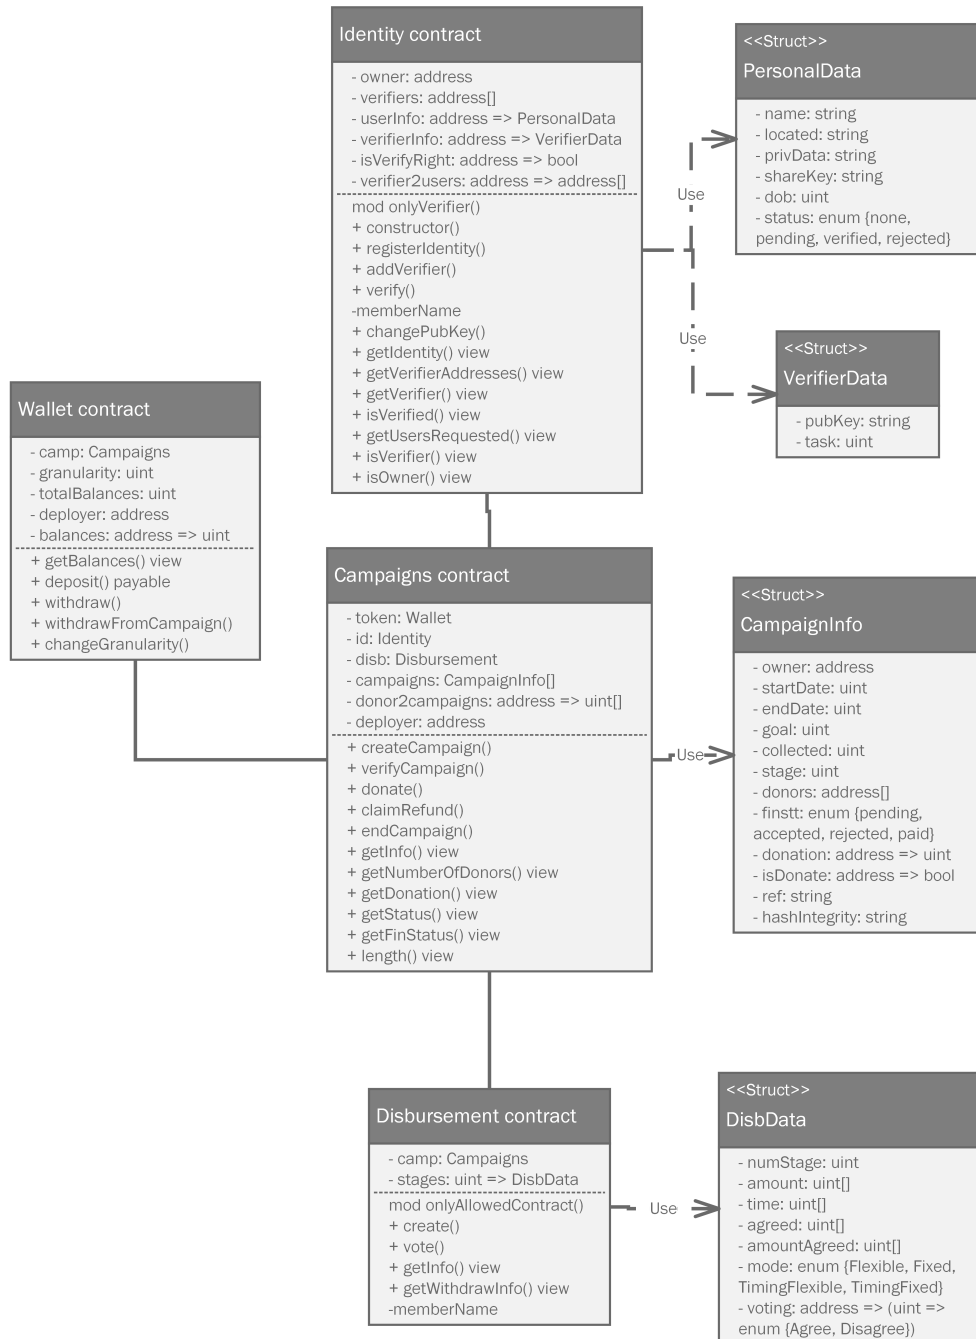 Identity contract
- owner: address
- verifiers: address[]
- userInfo: address => PersonalData
- verifierInfo: address => VerifierData
- isVerifyRight: address => bool
- verifier2users: address => address[]
mod onlyVerifier()
+ constructor()
+ registerIdentity()
+ addVerifier()
+ verify()
-memberName
+ changePubKey()
+ getIdentity() view
+ getVerifierAddresses() view
+ getVerifier() view
+ isVerified() view
+ getUsersRequested() view
+ isVerifier() view
+ isOwner() view
<<Struct>>
PersonalData
- name: string
- located: string
- privData: string
- shareKey: string
- dob: uint
- status: enum {none,
pending, verified, rejected}
Use
Use
<<Struct>>
VerifierData
- pubKey: string
- task: uint
Wallet contract
- camp: Campaigns
- granularity: uint
- totalBalances: uint
- deployer: address
- balances: address => uint
+ getBalances() view
+ deposit() payable
+ withdraw()
+ withdrawFromCampaign()
+ changeGranularity()
Campaigns contract
- token: Wallet
- id: Identity
- disb: Disbursement
- campaigns: CampaignInfo[]
- donor2campaigns: address => uint[]
- deployer: address
+ createCampaign()
+ verifyCampaign()
+ donate()
+ claimRefund()
+ endCampaign()
+ getInfo() view
+ getNumberOfDonors() view
+ getDonation() view
+ getStatus() view
+ getFinStatus() view
+ length() view
Use
<<Struct>>
CampaignInfo
- owner: address
- startDate: uint
- endDate: uint
- goal: uint
- collected: uint
- stage: uint
- donors: address[]
- finstt: enum {pending,
accepted, rejected, paid}
- donation: address => uint
- isDonate: address => bool
- ref: string
- hashIntegrity: string
Disbursement contract
- camp: Campaigns
- stages: uint => DisbData
mod onlyAllowedContract()
+ create()
+ vote()
+ getInfo() view
+ getWithdrawInfo() view
-memberName
Use
<<Struct>>
DisbData
- numStage: uint
- amount: uint[]
- time: uint[]
- agreed: uint[]
- amountAgreed: uint[]
- mode: enum {Flexible, Fixed,
TimingFlexible, TimingFixed}
- voting: address => (uint =>
enum {Agree, Disagree})